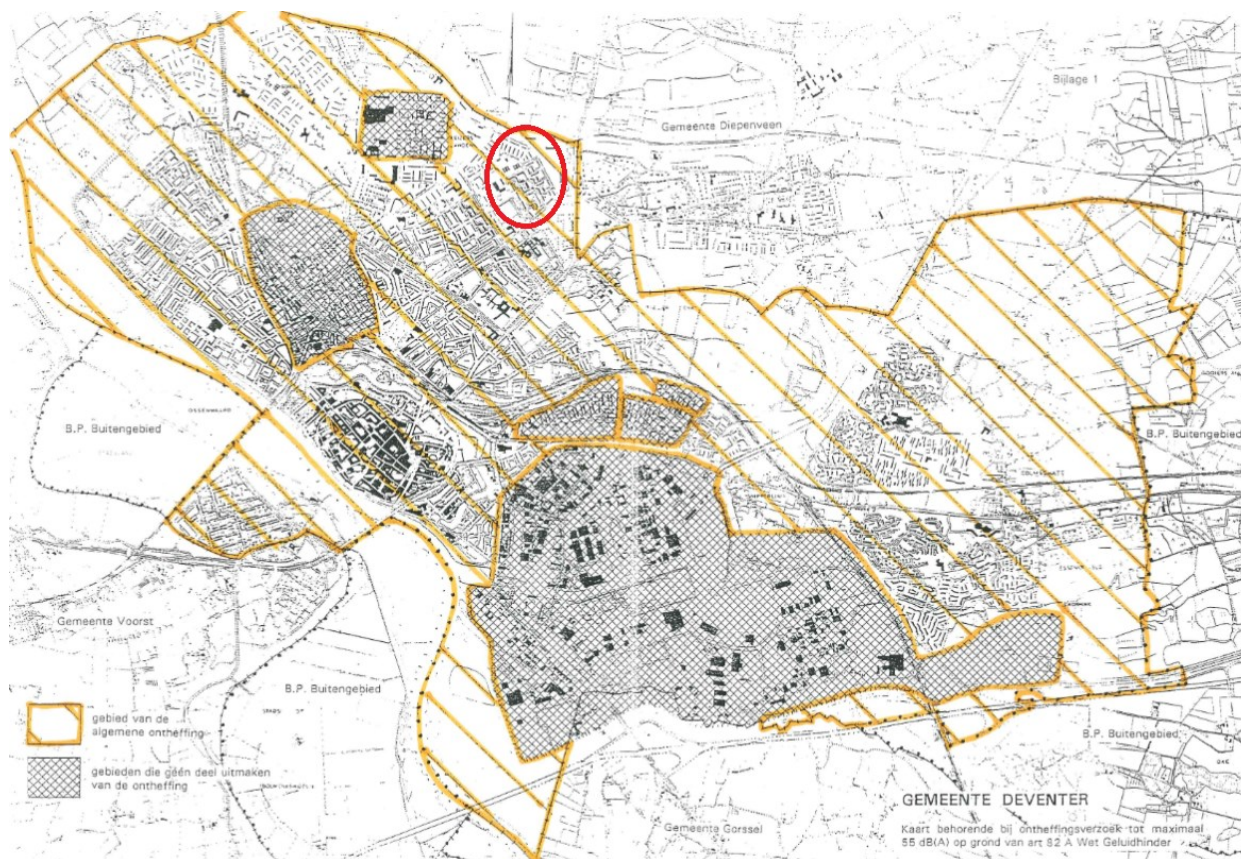 Bijlage 1
Gemeente Diepenveen
B.P. Buitengebied
B.P. Buitengebied
Gemeente Voorst
B.P. Buitengebied
gebied van de
algemene ontheffing
gebieden die géén deel uitmaken
van de ontheffing
B.P. Buitengebied
GEMEENTE DEVENTER
Gemeente Gorssel
Kaart behorende bij ontheffingsverzoek tot maximaal
55 dB(A) op grond van art 82 A Wet Geluidhinder